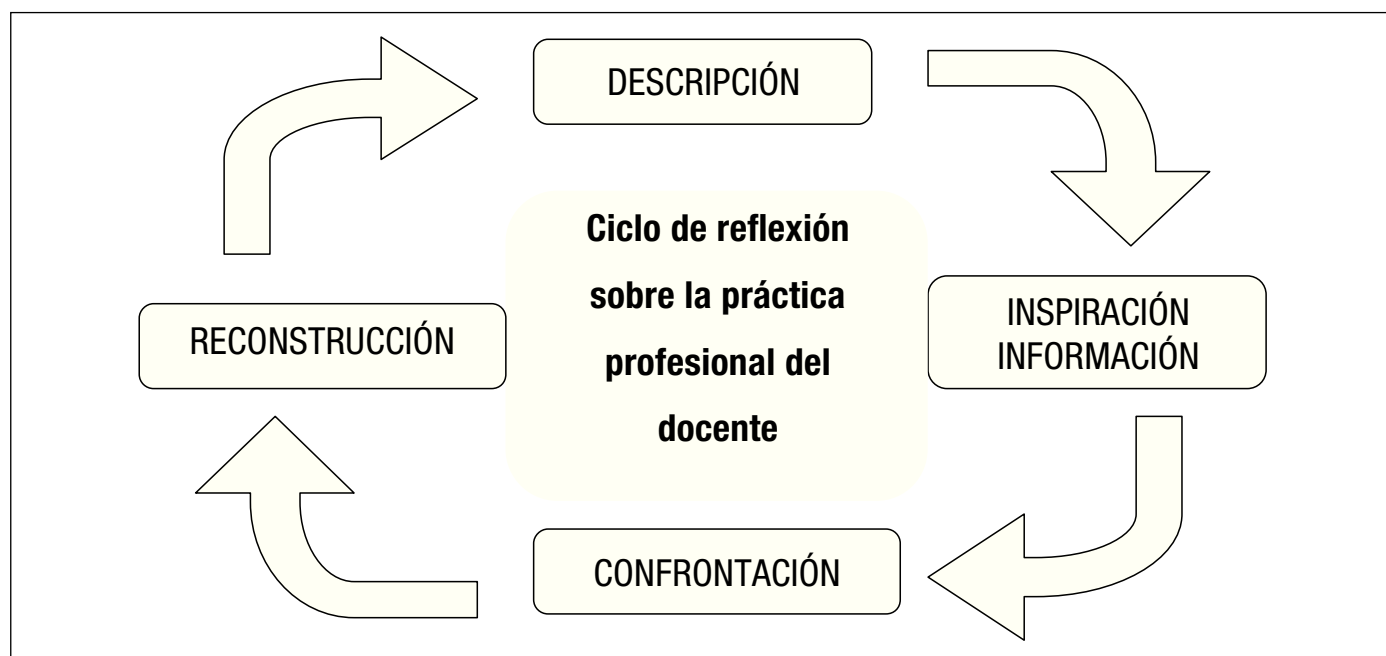 DESCRIPCIÓN
Ciclo de reflexión
sobre la práctica
profesional del
docente
INSPIRACIÓN
INFORMACIÓN
RECONSTRUCCIÓN
CONFRONTACIÓN